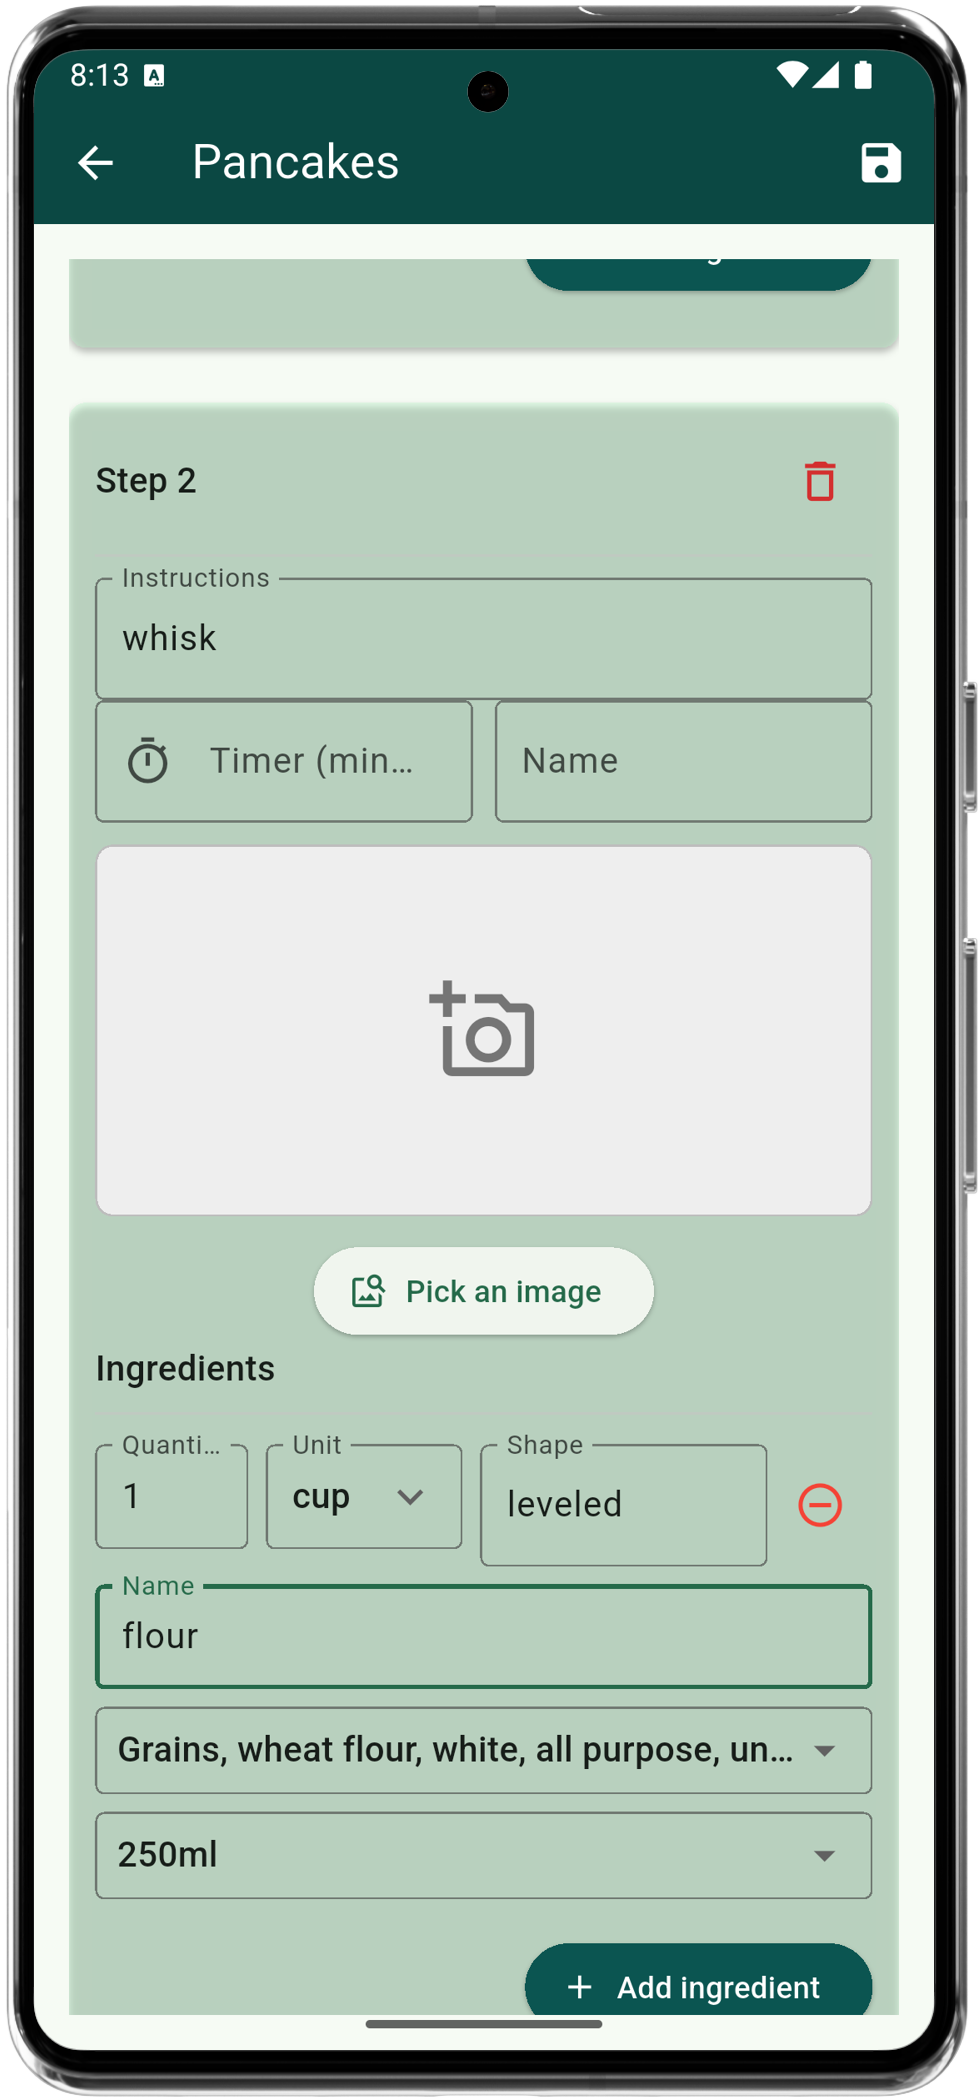 8:13 A
Pancakes
Step 2
Instructions
whisk
Timer (min...
Name
Pick an image
Ingredients
Quanti...
Unit
Shape
1
cup
leveled
Name
flour
Grains, wheat flour, white, all purpose, un...
250ml
+ Add ingredient